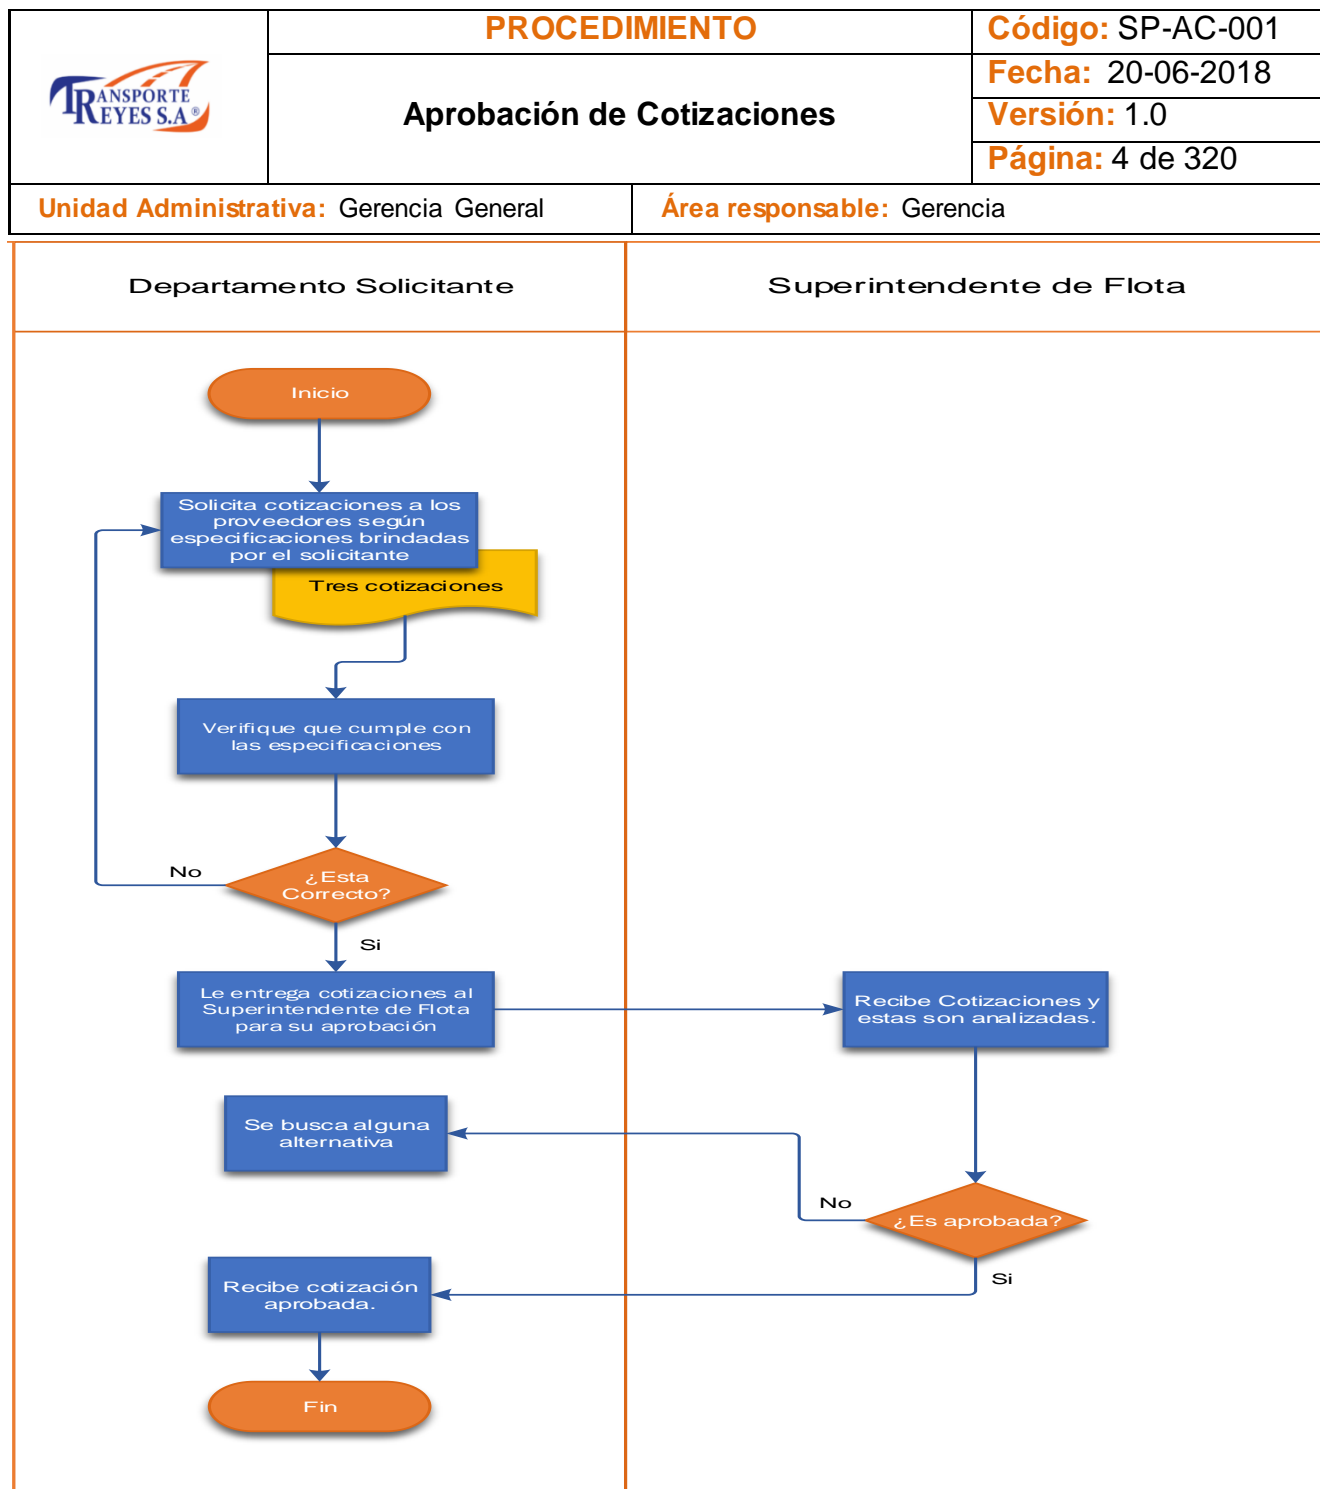 TRANSPORTE
REYES S.A®
PROCEDIMIENTO
Aprobación de Cotizaciones
Código: SP-AC-001
Fecha: 20-06-2018
Versión: 1.0
Página: 4 de 320
Unidad Administrativa: Gerencia General
Área responsable: Gerencia
Departamento Solicitante
Superintendente de Flota
Inicio
Solicita cotizaciones a los
proveedores según
especificaciones brindadas
por el solicitante
Tres cotizaciones
Verifique que cumple con
las especificaciones
No
¿Esta
Correcto?
Si
Le entrega cotizaciones al
Superintendente de Flota
para su aprobación
Recibe Cotizaciones y
estas son analizadas.
Se busca alguna
alternativa
No
¿Es aprobada?
Si
Recibe cotización
aprobada.
Fin